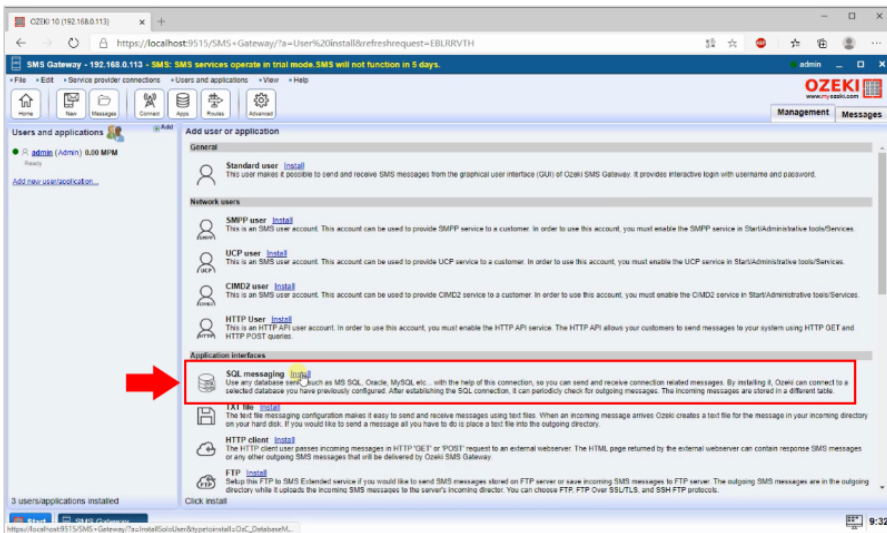 OZEKI 10 (192.168.0.113)
https://localhost:9515/SMS+Gateway/?a=User%20install&refreshrequest=EBLRRVTH
SMS Gateway - 192.168.0.113 - SMS: SMS services operate in trial mode.SMS will not function in 5 days.
admin
File Edit Service provider connections Users and applications View Help
Home New Messages Connect Apps Routes Advanced
OZEKI
www.myozeki.com
Management Messages
Users and applications
Add
admin (Admin) 0.00 MPM
Ready
Add new user/application...
Add user or application
General
Standard user Install
This user makes it possible to send and receive SMS messages from the graphical user interface (GUI) of Ozeki SMS Gateway. It provides interactive login with username and password.
Network users
SMPP user Install
This is an SMS user account. This account can be used to provide SMPP service to a customer. In order to use this account, you must enable the SMPP service in Start/Administrative tools/Services.
UCP user Install
This is an SMS user account. This account can be used to provide UCP service to a customer. In order to use this account, you must enable the UCP service in Start/Administrative tools/Services.
CIMD2 user Install
This is an SMS user account. This account can be used to provide CIMD2 service to a customer. In order to use this account, you must enable the CIMD2 service in Start/Administrative tools/Services.
HTTP User Install
This is an HTTP API user account. In order to use this account, you must enable the HTTP API service. The HTTP API allows your customers to send messages to your system using HTTP GET and
HTTP POST queries.
Application interfaces
SQL messaging Install
Use any database server such as MS SQL, Oracle, MySQL etc... with the help of this connection, so you can send and receive connection related messages. By installing it, Ozeki can connect to a
selected database you have previously configured. After establishing the SQL connection, it can periodicly check for outgoing messages. The incoming messages are stored in a different table.
TXT file Install
The text file messaging configuration makes it easy to send and receive messages using text files. When an incoming message arrives Ozeki creates a text file for the message in your incoming directory
on your hard disk. If you would like to send a message all you have to do is place a text file into the outgoing directory.
HTTP client Install
The HTTP client user passes incoming messages in HTTP 'GET' or 'POST' request to an external webserver. The HTML page returned by the external webserver can contain response SMS messages
or any other outgoing SMS messages that will be delivered by Ozeki SMS Gateway.
FTP Install
Setup this FTP to SMS Extended service if you would like to send SMS messages stored on FTP server or save incoming SMS messages to FTP server. The outgoing SMS messages are in the outgoing
directory while it uploads the incoming SMS messages to the server's incoming director. You can choose FTP, FTP Over SSL/TLS, and SSH FTP protocols.
3 users/applications installed
Click install
Start SMS Gateway
https://localhost:9515/SMS+Gateway/?a=InstallSoloUser&typetoinstall=OzC_DatabaseM...
9:32